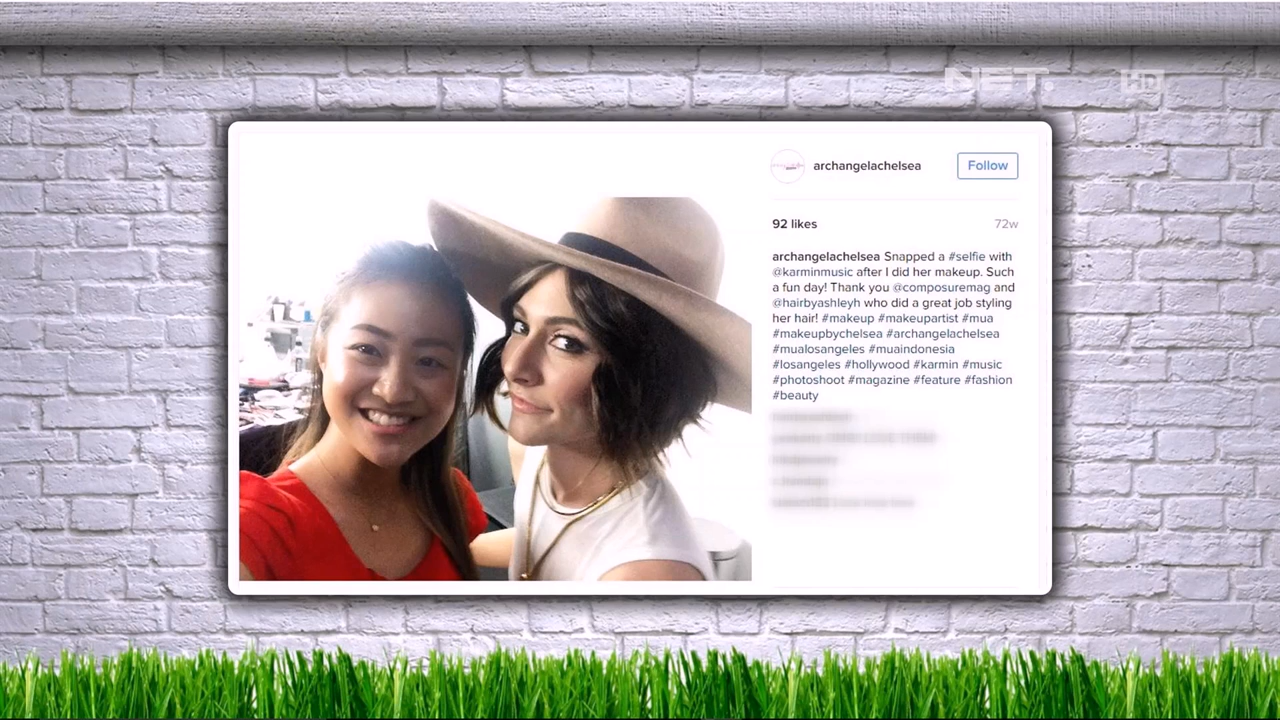 NET.
HD
archangelachelsea
Follow
92 likes
72w
archangelachelsea Snapped a #selfie with
@karminmusic after I did her makeup. Such
a fun day! Thank you @composuremag and
@hairbyashleyh who did a great job styling
her hair! #makeup #makeupartist #mua
#makeupbychelsea #archangelachelsea
#mualosangeles #muaindonesia
#losangeles #hollywood #karmin #music
#photoshoot #magazine #feature #fashion
#beauty